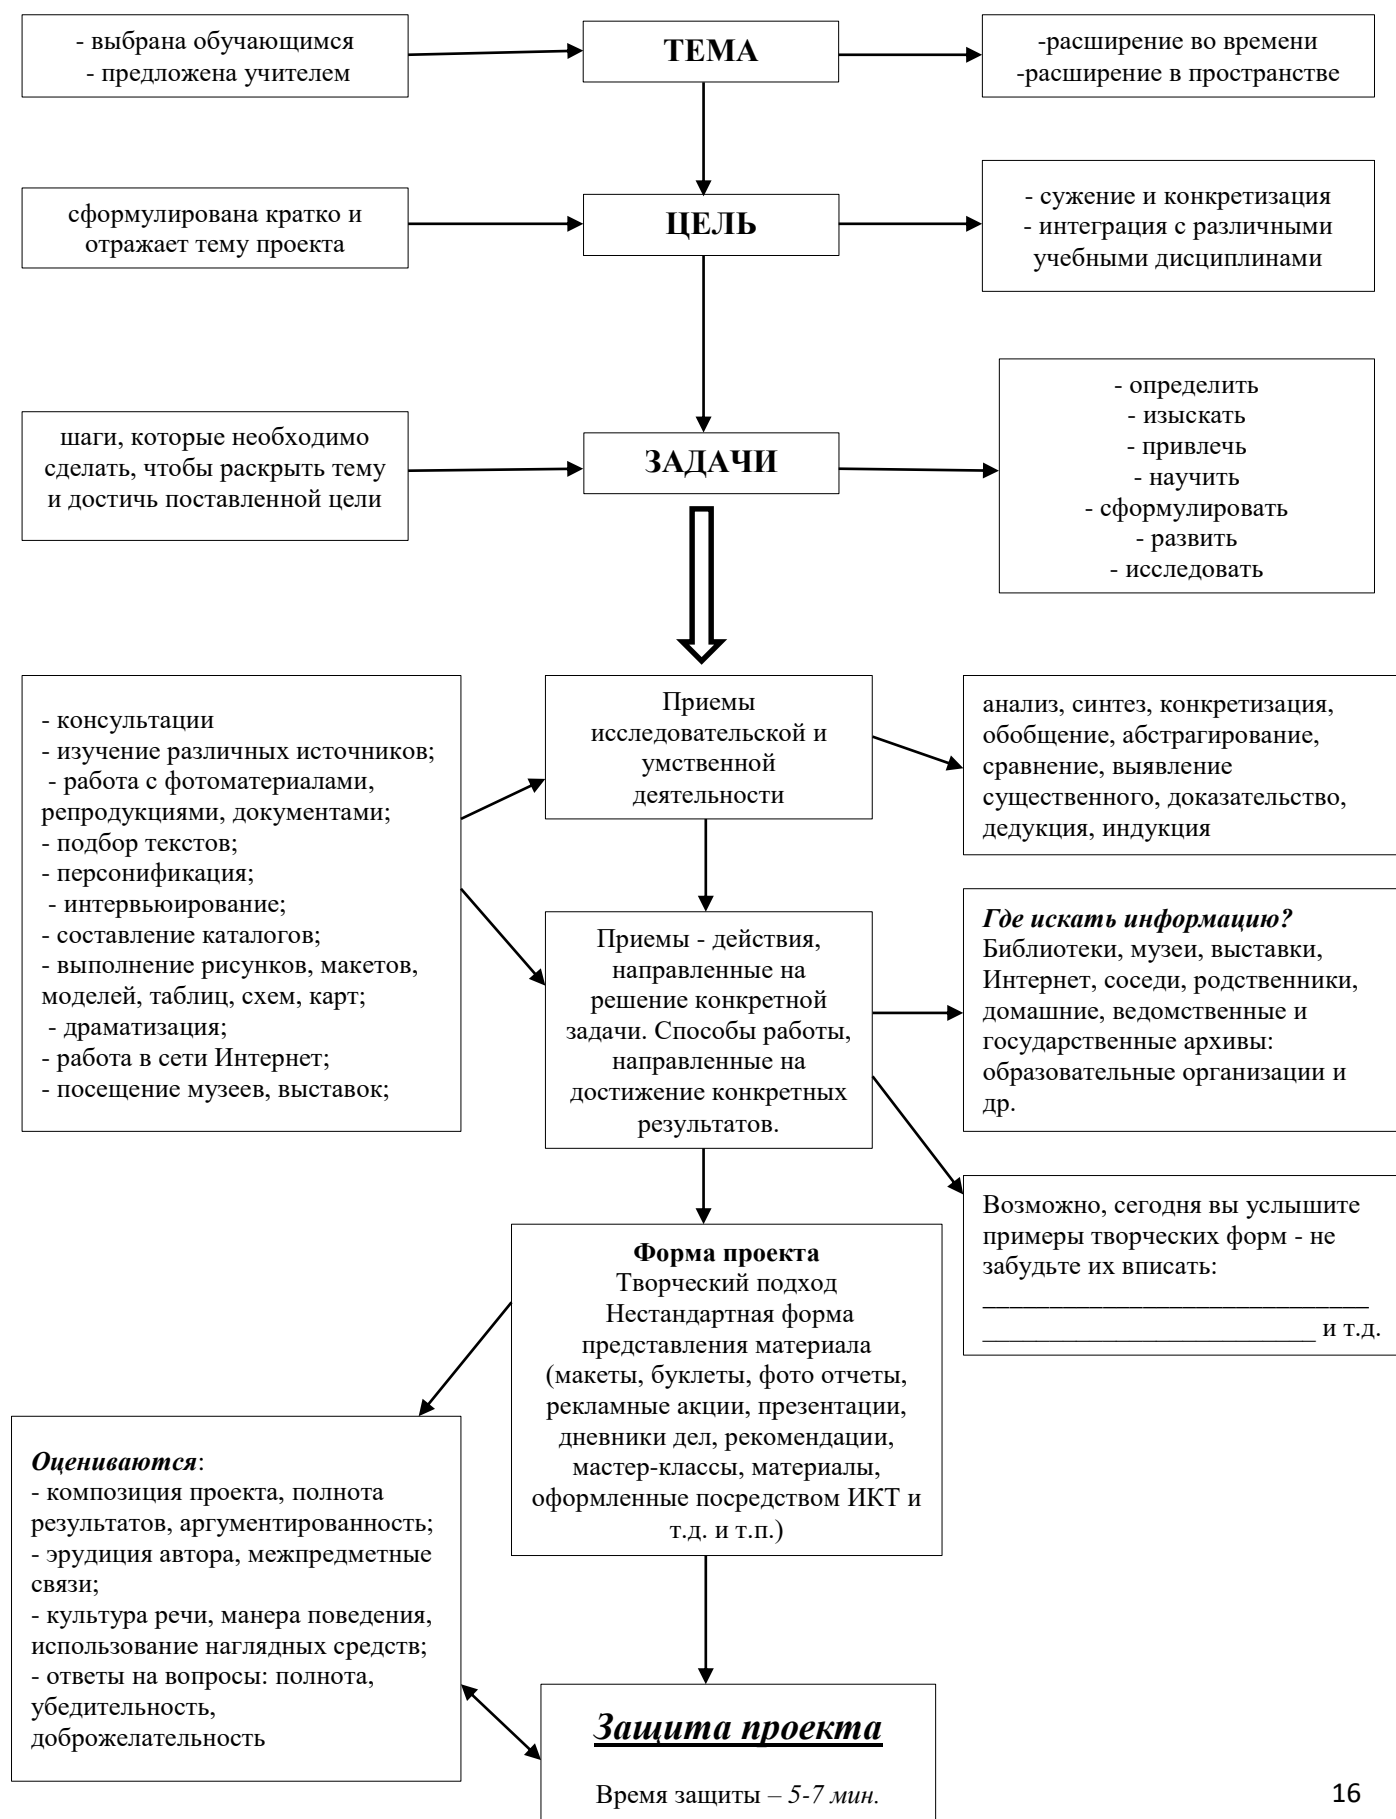 - выбрана обучающимся
- предложена учителем
ТЕМА
-расширение во времени
-расширение в пространстве
сформулирована кратко и
отражает тему проекта
ЦЕЛЬ
- сужение и конкретизация
- интеграция с различными
учебными дисциплинами
шаги, которые необходимо
сделать, чтобы раскрыть тему
и достичь поставленной цели
ЗАДАЧИ
- определить
- изыскать
- привлечь
- научить
- сформулировать
- развить
- исследовать
- консультации
- изучение различных источников;
- работа с фотоматериалами,
репродукциями, документами;
- подбор текстов;
- персонификация;
- интервьюирование;
- составление каталогов;
- выполнение рисунков, макетов,
моделей, таблиц, схем, карт;
- драматизация;
- работа в сети Интернет;
- посещение музеев, выставок;
Приемы
исследовательской и
умственной
деятельности
анализ, синтез, конкретизация,
обобщение, абстрагирование,
сравнение, выявление
существенного, доказательство,
дедукция, индукция
Приемы - действия,
направленные на
решение конкретной
задачи. Способы работы,
направленные на
достижение конкретных
результатов.
Где искать информацию?
Библиотеки, музеи, выставки,
Интернет, соседи, родственники,
домашние, ведомственные и
государственные архивы:
образовательные организации и
др.
Возможно, сегодня вы услышите
примеры творческих форм - не
забудьте их вписать:
_____________________________
_________________________ и т.д.
Форма проекта
Творческий подход
Нестандартная форма
представления материала
(макеты, буклеты, фото отчеты,
рекламные акции, презентации,
дневники дел, рекомендации,
мастер-классы, материалы,
оформленные посредством ИКТ и
т.д. и т.п.)
Оцениваются:
- композиция проекта, полнота
результатов, аргументированность;
- эрудиция автора, межпредметные
связи;
- культура речи, манера поведения,
использование наглядных средств;
- ответы на вопросы: полнота,
убедительность,
доброжелательность
Защита проекта
Время защиты – 5-7 мин.
16